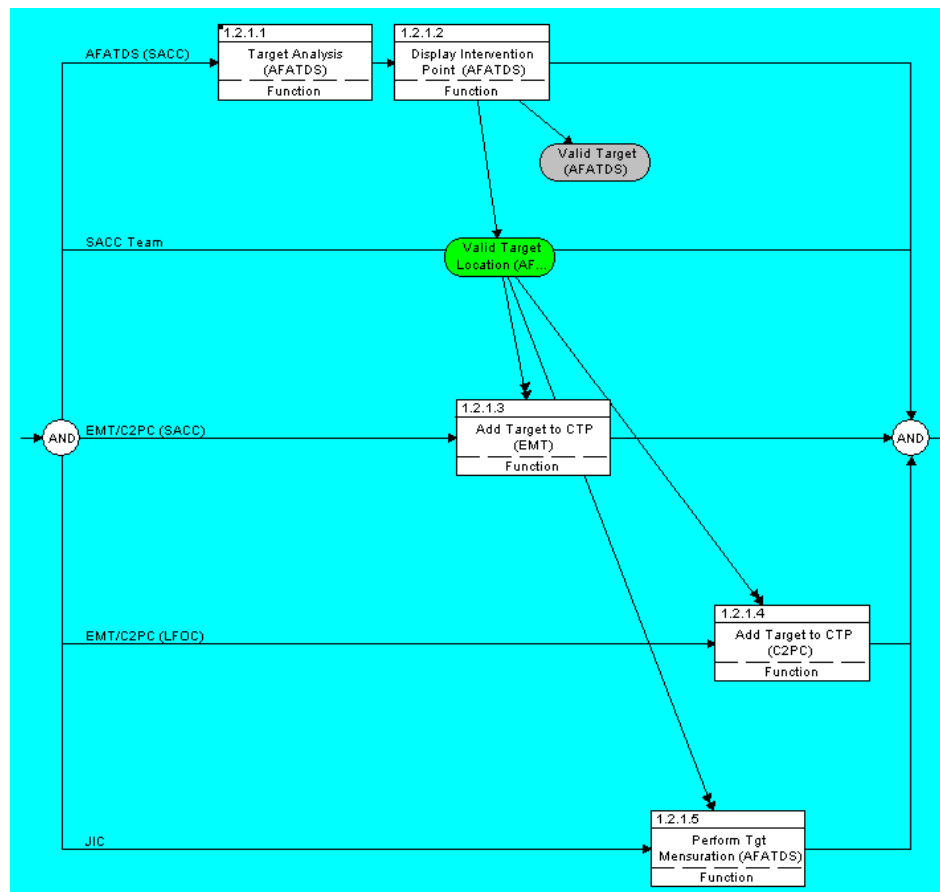 1.2.1.1
Target Analysis
(AFATDS)
Function
1.2.1.2
Display Intervention
Point (AFATDS)
Function
AFATDS (SACC)
Valid Target
(AFATDS)
SACC Team
Valid Target
Location (AF...
1.2.1.3
Add Target to CTP
(EMT)
Function
AND
EMT/C2PC (SACC)
AND
1.2.1.4
Add Target to CTP
(C2PC)
Function
EMT/C2PC (LFOC)
1.2.1.5
Perform Tgt
Mensuration (AFATDS)
Function
JIC